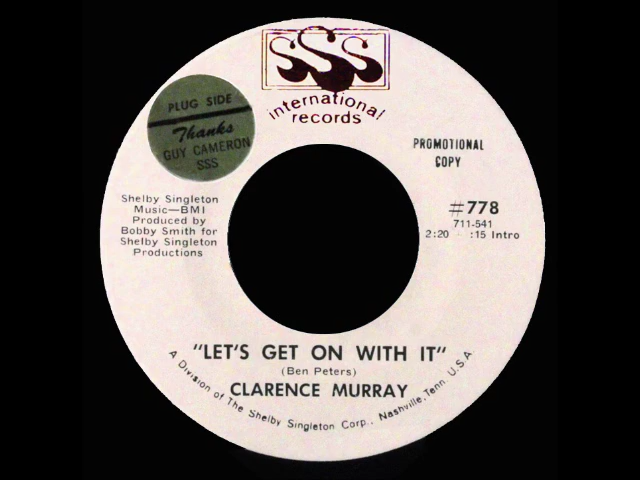 SSS
international
records
PLUG SIDE
Thanks
GUY CAMERON
SSS
PROMOTIONAL
COPY
Shelby Singleton
Music—BMI
Produced by
Bobby Smith for
Shelby Singleton
Productions
#778
711-541
2:20 - :15 Intro
"LET'S GET ON WITH IT"
(Ben Peters)
CLARENCE MURRAY
A Division of The Shelby Singleton Corp., Nashville, Tenn. U.S.A